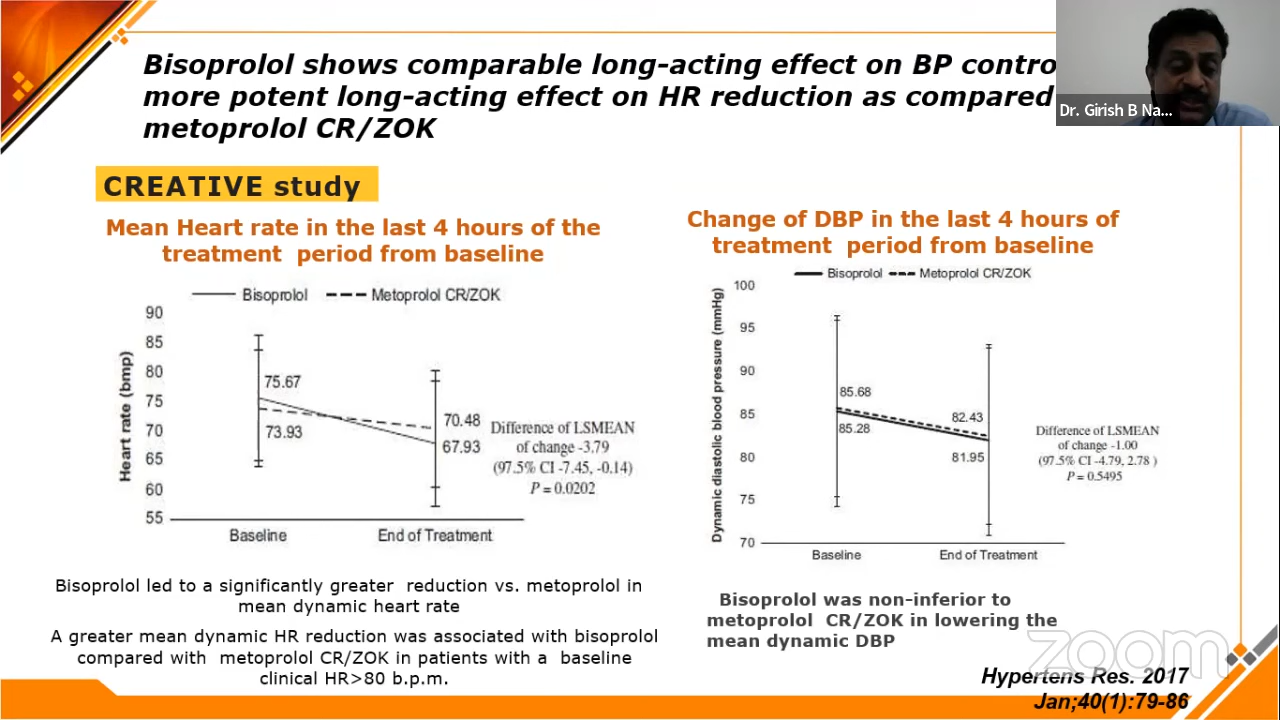 Bisoprolol shows comparable long-acting effect on BP contro
more potent long-acting effect on HR reduction as compared
metoprolol CR/ZOK
Dr. Girish B Na...
CREATIVE study
Mean Heart rate in the last 4 hours of the
treatment period from baseline
Bisoprolol
Metoprolol CR/ZOK
Heart rate (bmp)
90
85
80
75
70
65
60
55
75.67
73.93
70.48
67.93
Difference of LSMEAN
of change -3.79
(97.5% CI -7.45, -0.14)
P = 0.0202
Baseline
End of Treatment
Bisoprolol led to a significantly greater reduction vs. metoprolol in
mean dynamic heart rate
A greater mean dynamic HR reduction was associated with bisoprolol
compared with metoprolol CR/ZOK in patients with a baseline
clinical HR>80 b.p.m.
Change of DBP in the last 4 hours of
treatment period from baseline
Bisoprolol
Metoprolol CR/ZOK
Dynamic diastolic blood pressure (mmHg)
100
95
90
85
80
75
70
85.68
85.28
82.43
81.95
Difference of LSMEAN
of change -1.00
(97.5% CI -4.79, 2.78 )
P = 0.5495
Baseline
End of Treatment
Bisoprolol was non-inferior to
metoprolol CR/ZOK in lowering the
mean dynamic DBP
zoom
Hypertens Res. 2017
Jan;40(1):79-86